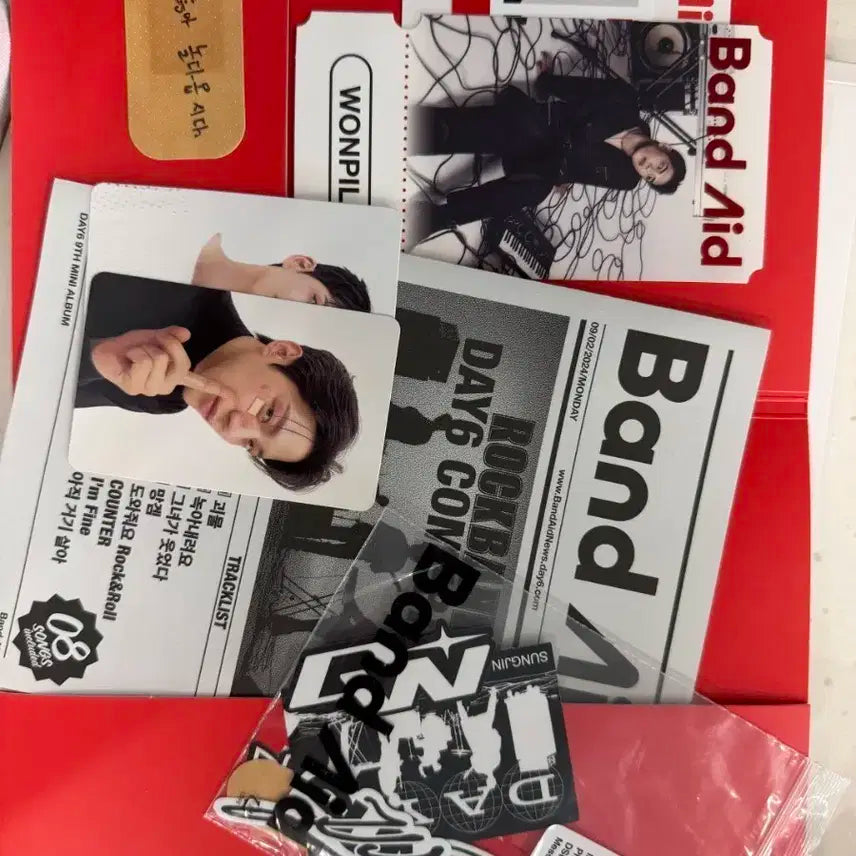 WONPIL
Band Aid
DAY6 9TH MINI ALBUM
09/02/2024/MONDAY
www.BandAidNews.day6.com
Band
DAY6
TRACKLIST
괴물
녹아내려요
그녀가 웃었다
망겜
도와줘요 Rock&Roll
COUNTER
I'm Fine
아직 거기 살아
08
SONGS
included
Band Aid
SUNGJIN